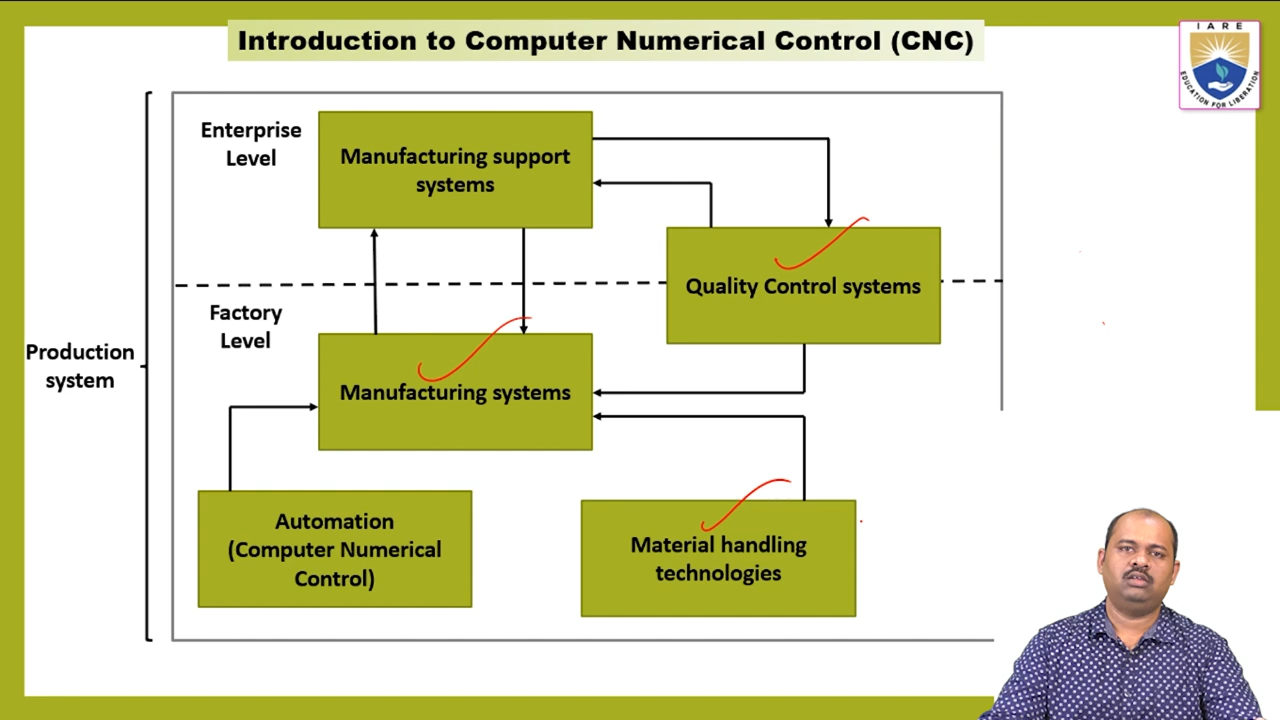 Introduction to Computer Numerical Control (CNC)
I A R E
EDUCATION FOR LIBERATION
Enterprise
Level
Manufacturing support
systems
Quality Control systems
Factory
Level
Production
system
Manufacturing systems
Automation
(Computer Numerical
Control)
Material handling
technologies